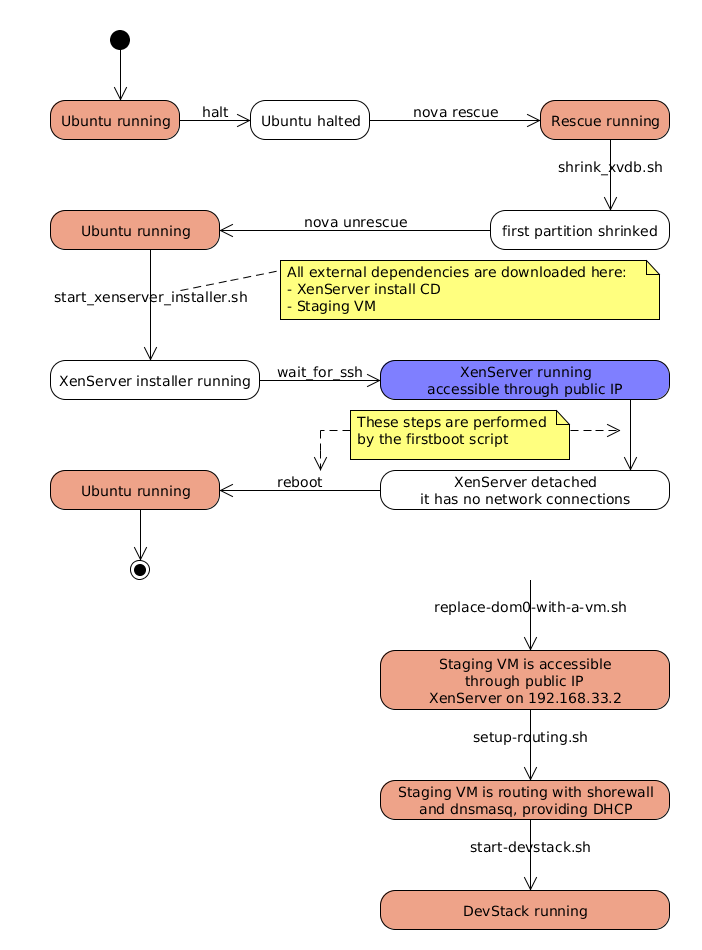 halt
nova rescue
Ubuntu running
Ubuntu halted
Rescue running
shrink_xvdb.sh
nova unrescue
Ubuntu running
first partition shrinked
All external dependencies are downloaded here:
- XenServer install CD
- Staging VM
start_xenserver_installer.sh
wait_for_ssh
XenServer installer running
XenServer running
accessible through public IP
These steps are performed
by the firstboot script
reboot
Ubuntu running
XenServer detached
it has no network connections
replace-dom0-with-a-vm.sh
Staging VM is accessible
through public IP
XenServer on 192.168.33.2
setup-routing.sh
Staging VM is routing with shorewall
and dnsmasq, providing DHCP
start-devstack.sh
DevStack running